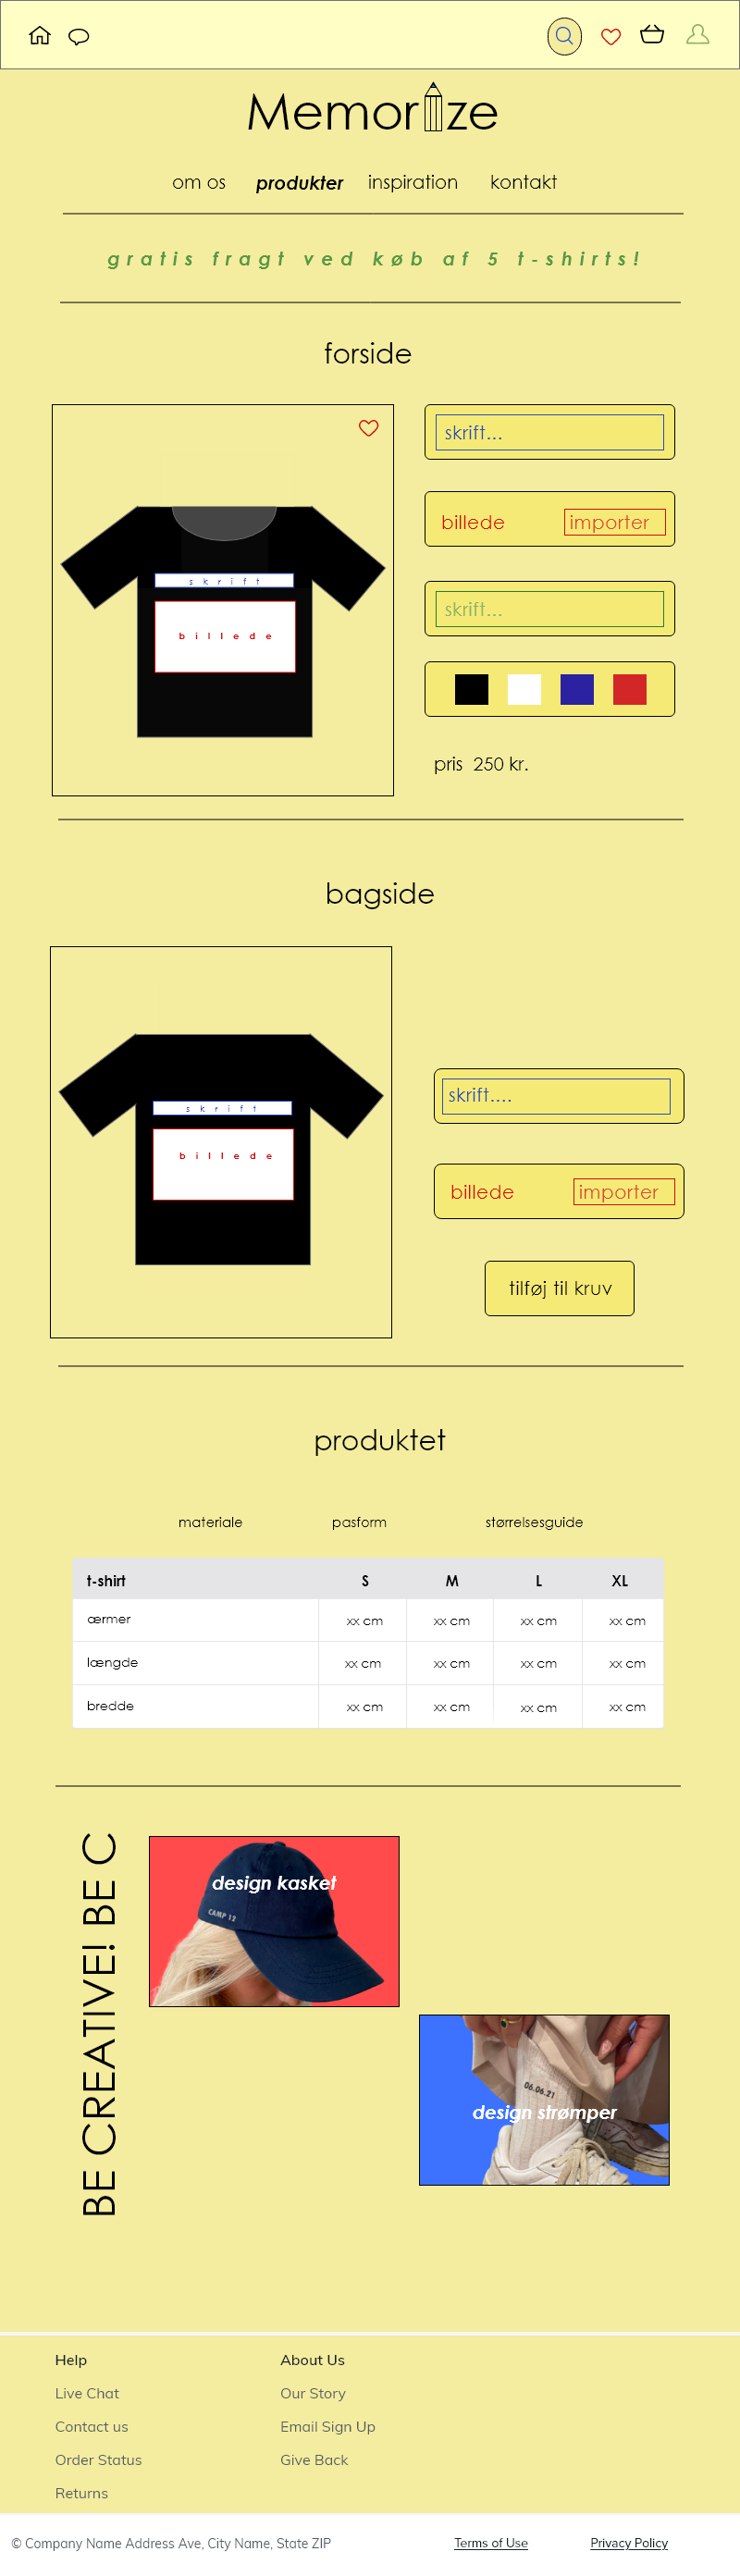 Memorize
om os produkter inspiration kontakt
gratis fragt ved køb af 5 t-shirts!
forside
skrift...
billede importer
skrift...
skrift
billede
pris 250 kr.
bagside
skrift....
billede importer
skrift
billede
tilføj til kruv
produktet
materiale pasform størrelsesguide
t-shirt S M L XL
ærmer xx cm xx cm xx cm xx cm
længde xx cm xx cm xx cm xx cm
bredde xx cm xx cm xx cm xx cm
BE CREATIVE! BE C
design kasket
CAMP 12
06.06.21
design strømper
Help About Us
Live Chat Our Story
Contact us Email Sign Up
Order Status Give Back
Returns
© Company Name Address Ave, City Name, State ZIP Terms of Use Privacy Policy